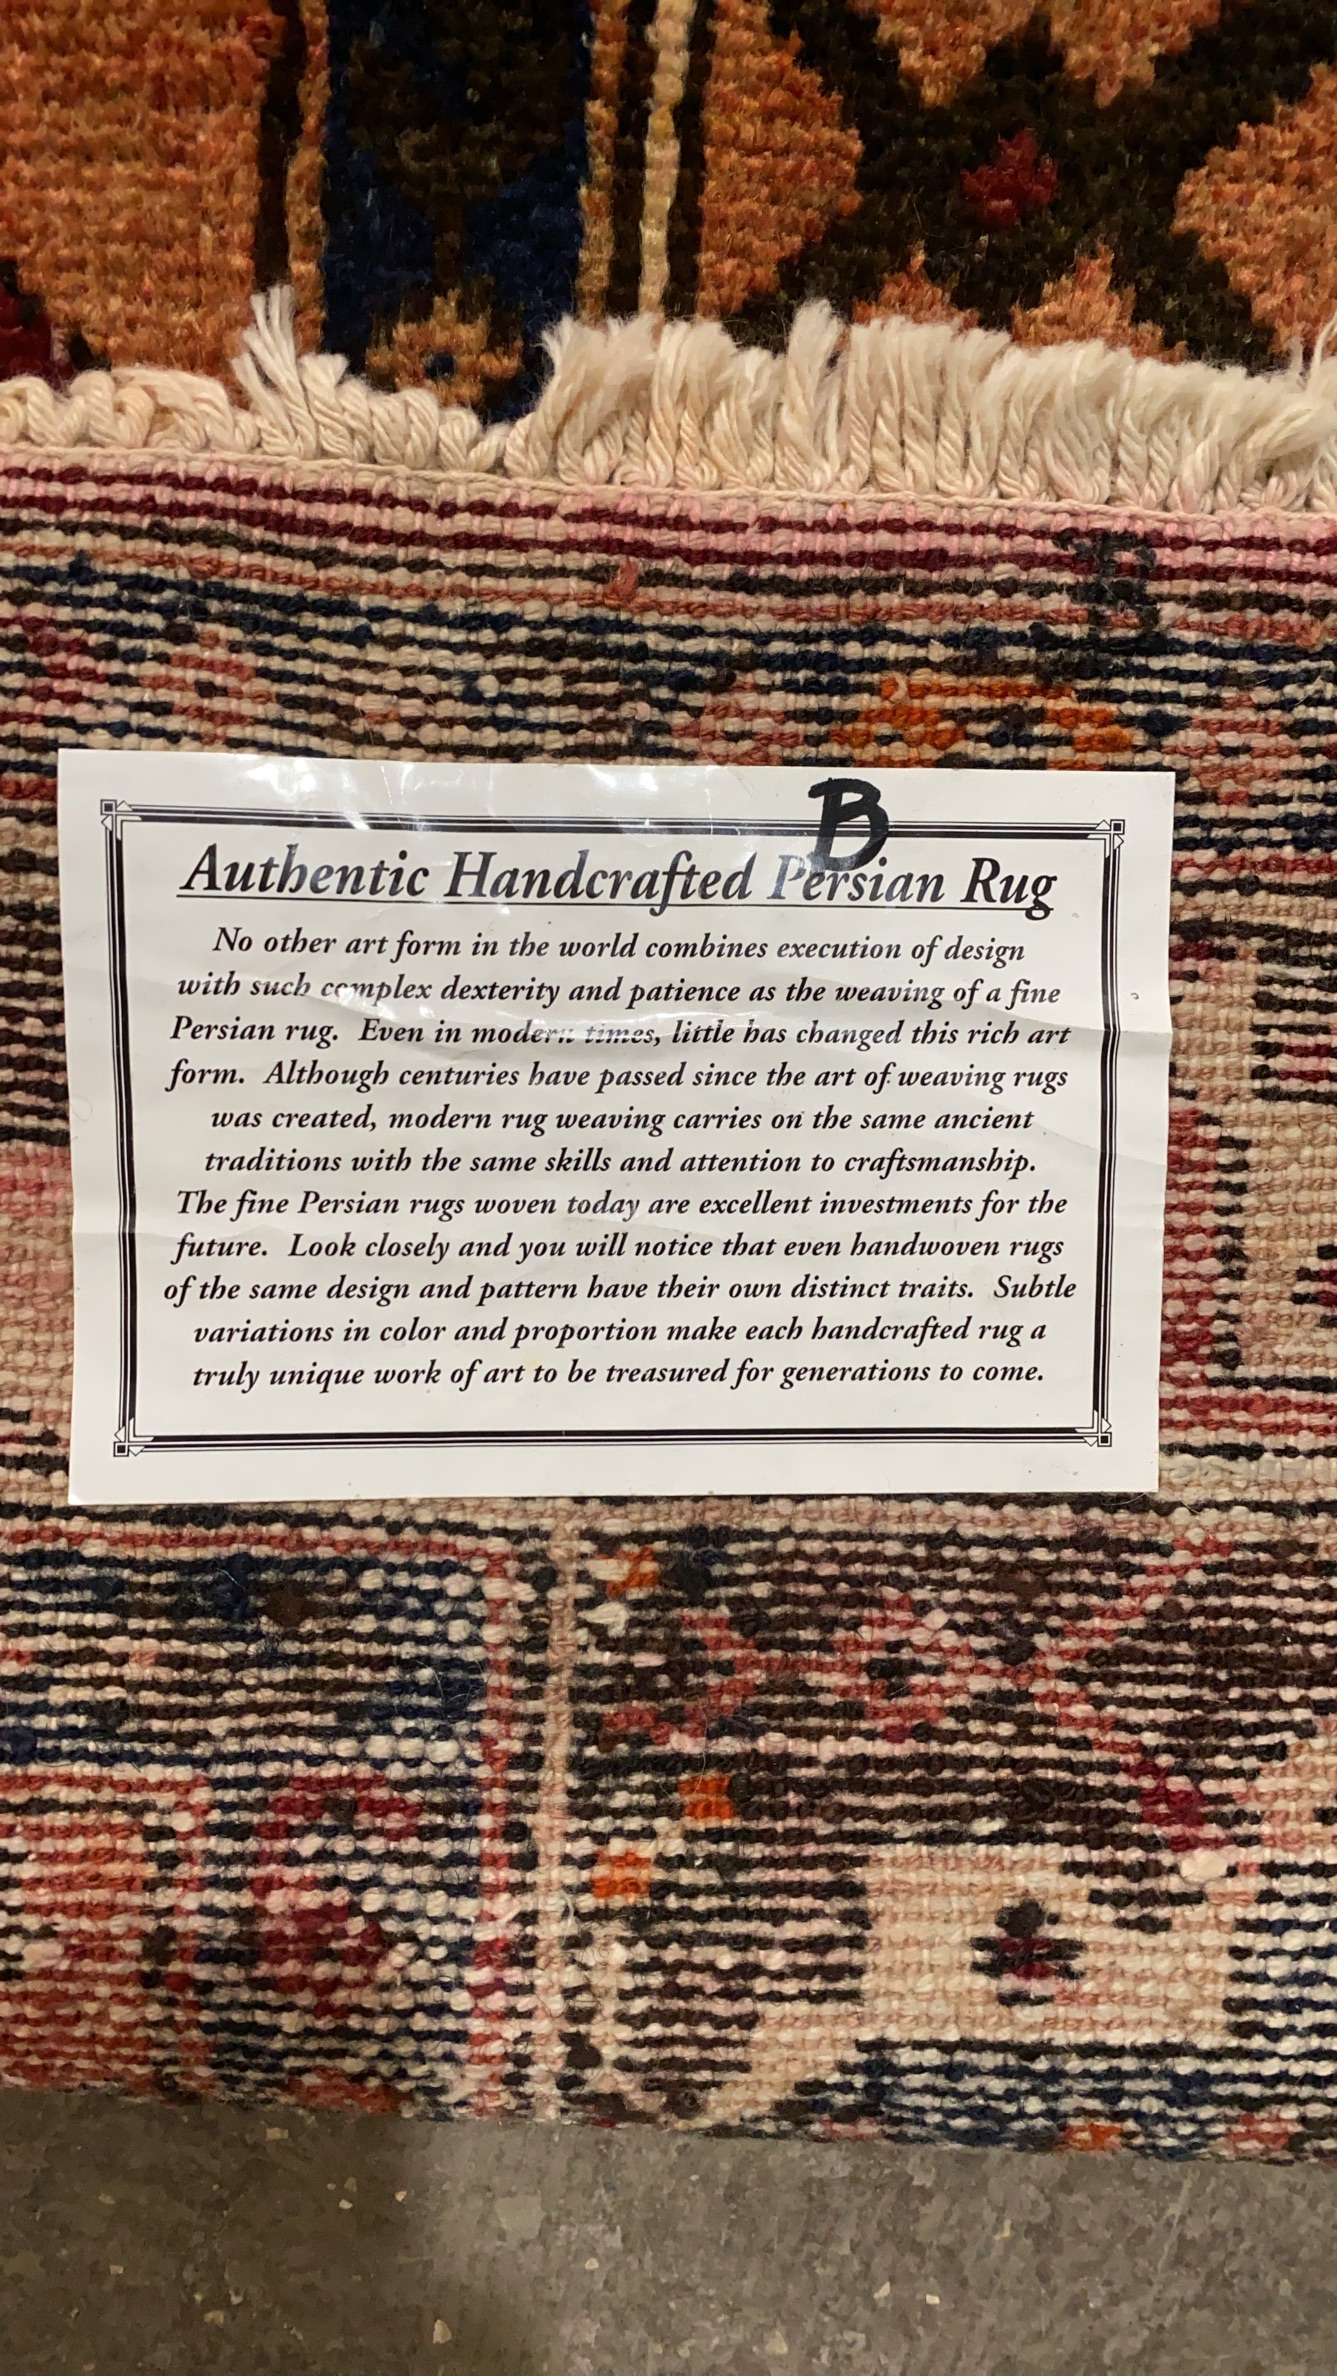 B
B
Authentic Handcrafted Persian Rug
No other art form in the world combines execution of design
with such complex dexterity and patience as the weaving of a fine
Persian rug. Even in modern times, little has changed this rich art
form. Although centuries have passed since the art of weaving rugs
was created, modern rug weaving carries on the same ancient
traditions with the same skills and attention to craftsmanship.
The fine Persian rugs woven today are excellent investments for the
future. Look closely and you will notice that even handwoven rugs
of the same design and pattern have their own distinct traits. Subtle
variations in color and proportion make each handcrafted rug a
truly unique work of art to be treasured for generations to come.